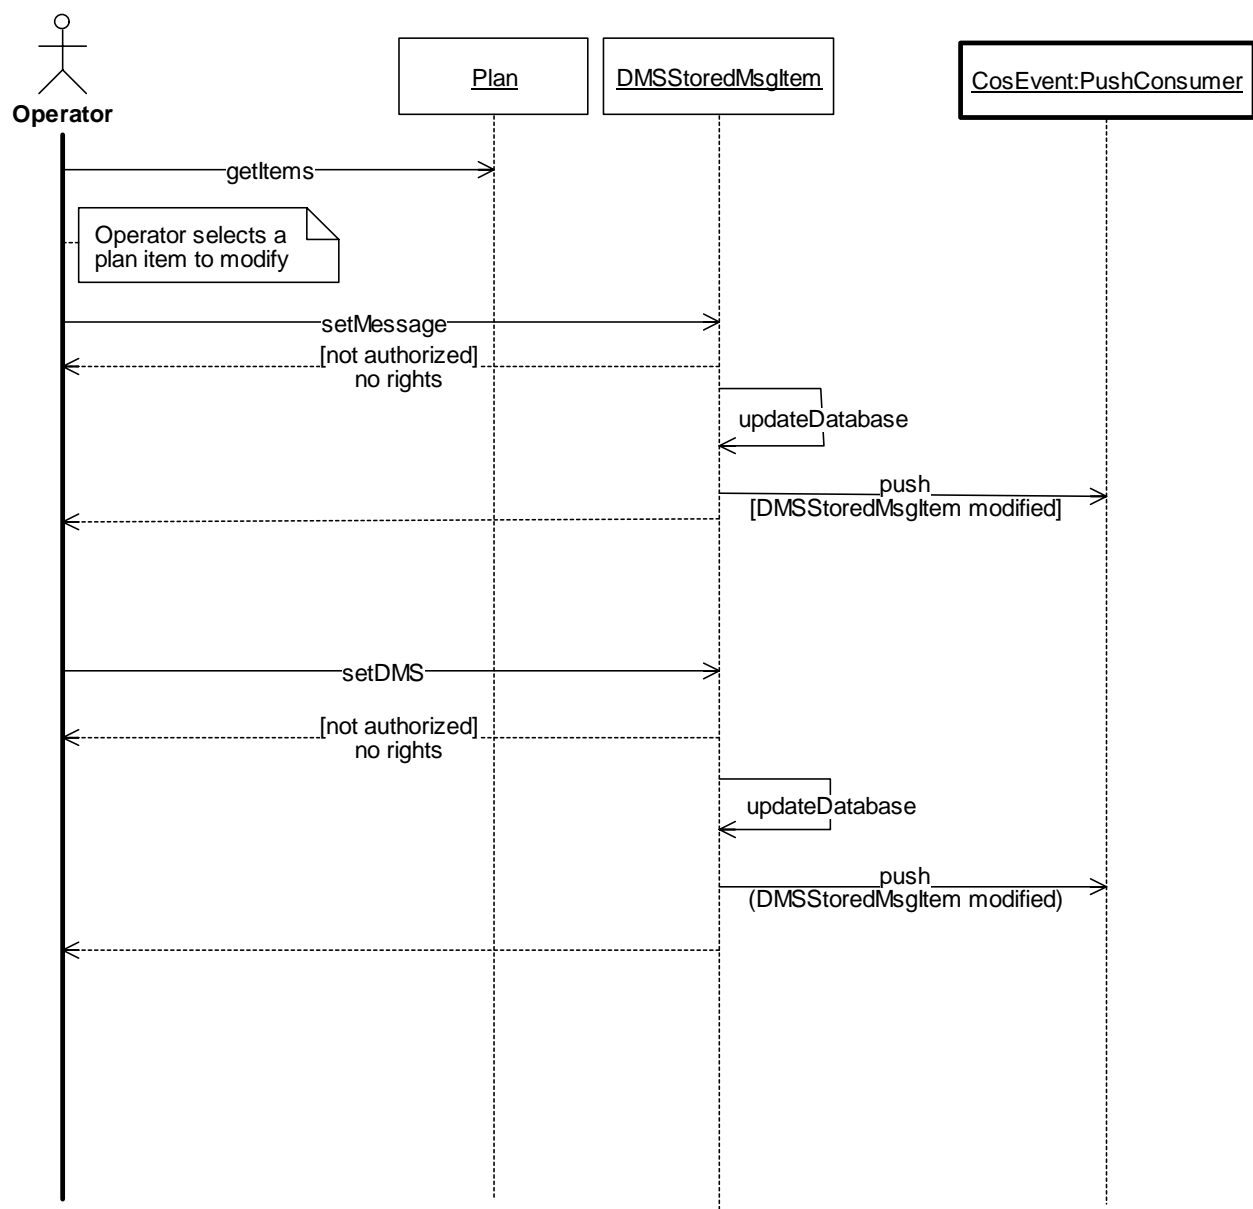 Operator
Plan
DMSStoredMsgItem
CosEvent:PushConsumer
getItems
Operator selects a
plan item to modify
setMessage
[not authorized]
no rights
updateDatabase
push
[DMSStoredMsgItem modified]
setDMS
[not authorized]
no rights
updateDatabase
push
(DMSStoredMsgItem modified)